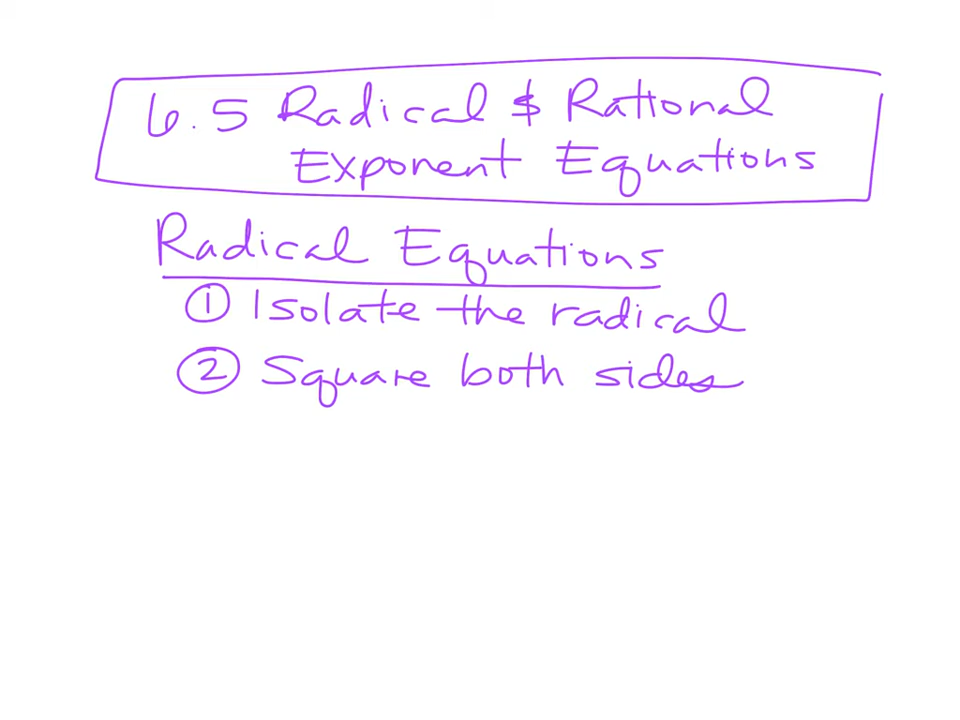 6.5 Radical & Rational
Exponent Equations
Radical Equations
① Isolate the radical
② Square both sides